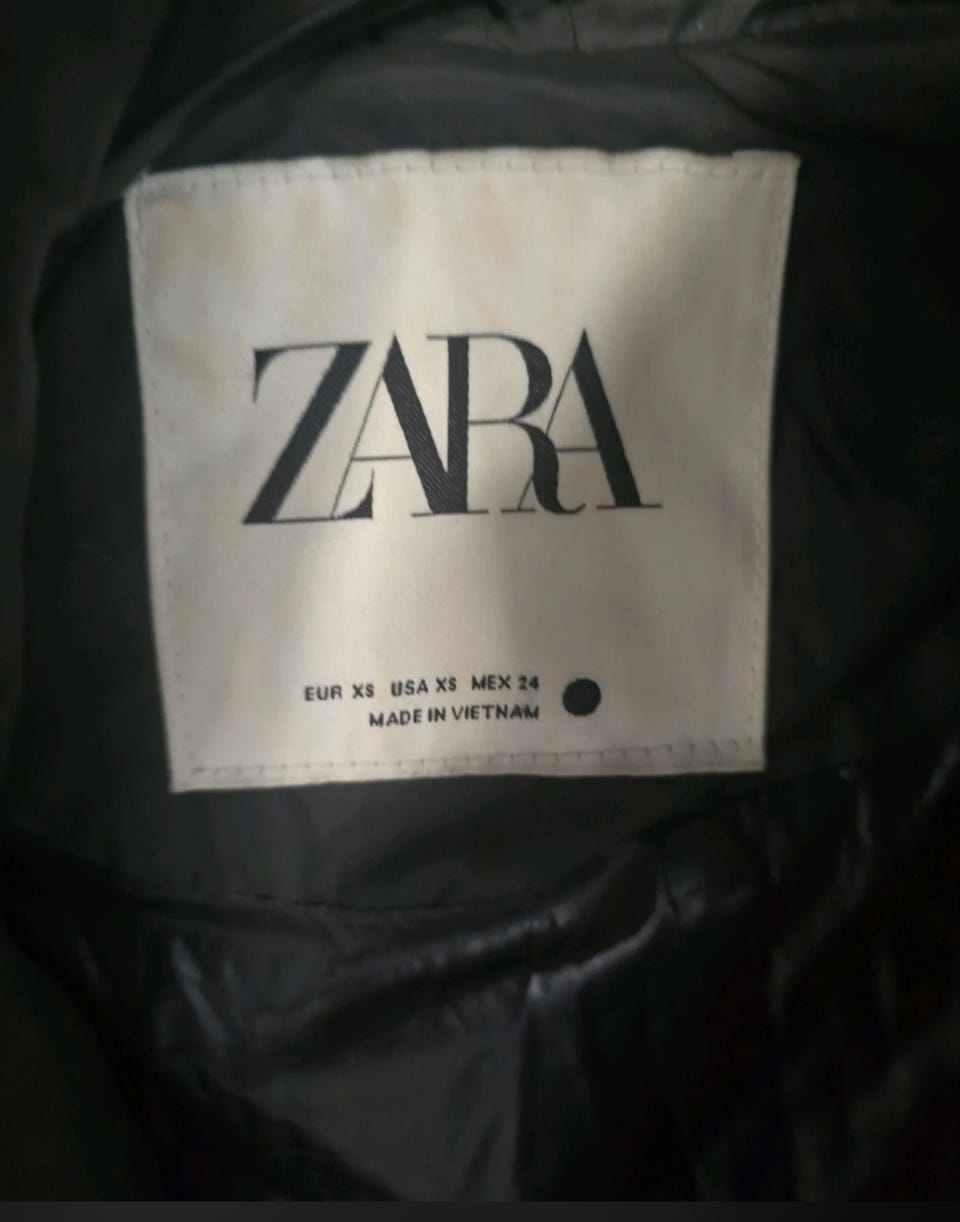 ZARA
EUR XS USA XS MEX 24
MADE IN VIETNAM